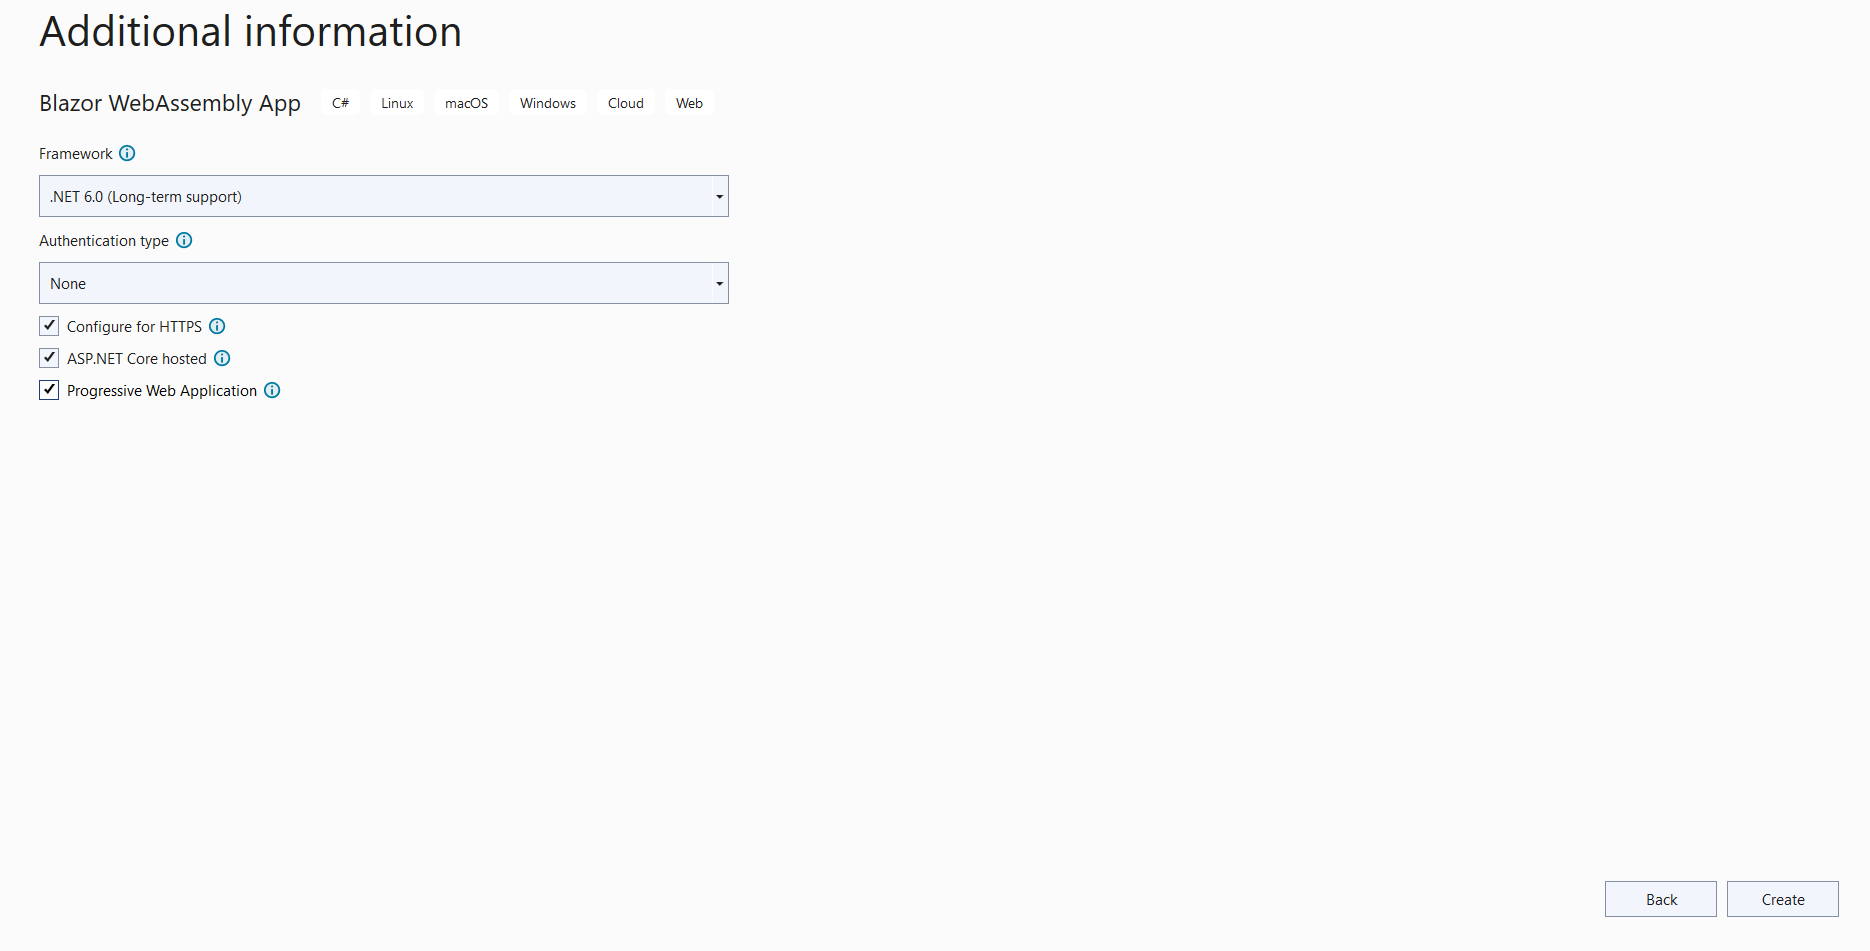 Additional information
Blazor WebAssembly App C# Linux macOS Windows Cloud Web
Framework
.NET 6.0 (Long-term support)
Authentication type
None
Configure for HTTPS
ASP.NET Core hosted
Progressive Web Application
Back Create